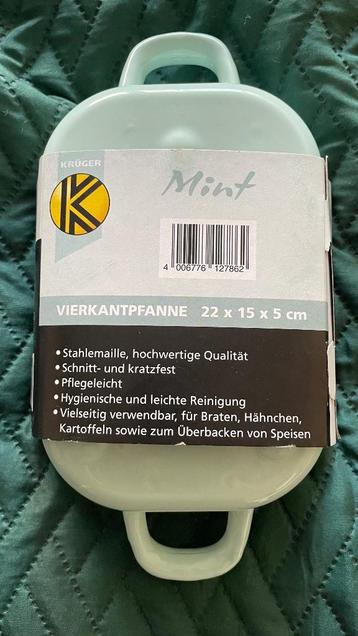 KRÜGER
K
Mint
4 006776 127862
VIERKANTPFANNE 22 x 15 x 5 cm
• Stahlemaille, hochwertige Qualität
• Schnitt- und kratzfest
• Pflegeleicht
• Hygienische und leichte Reinigung
• Vielseitig verwendbar, für Braten, Hähnchen,
Kartoffeln sowie zum Überbacken von Speisen